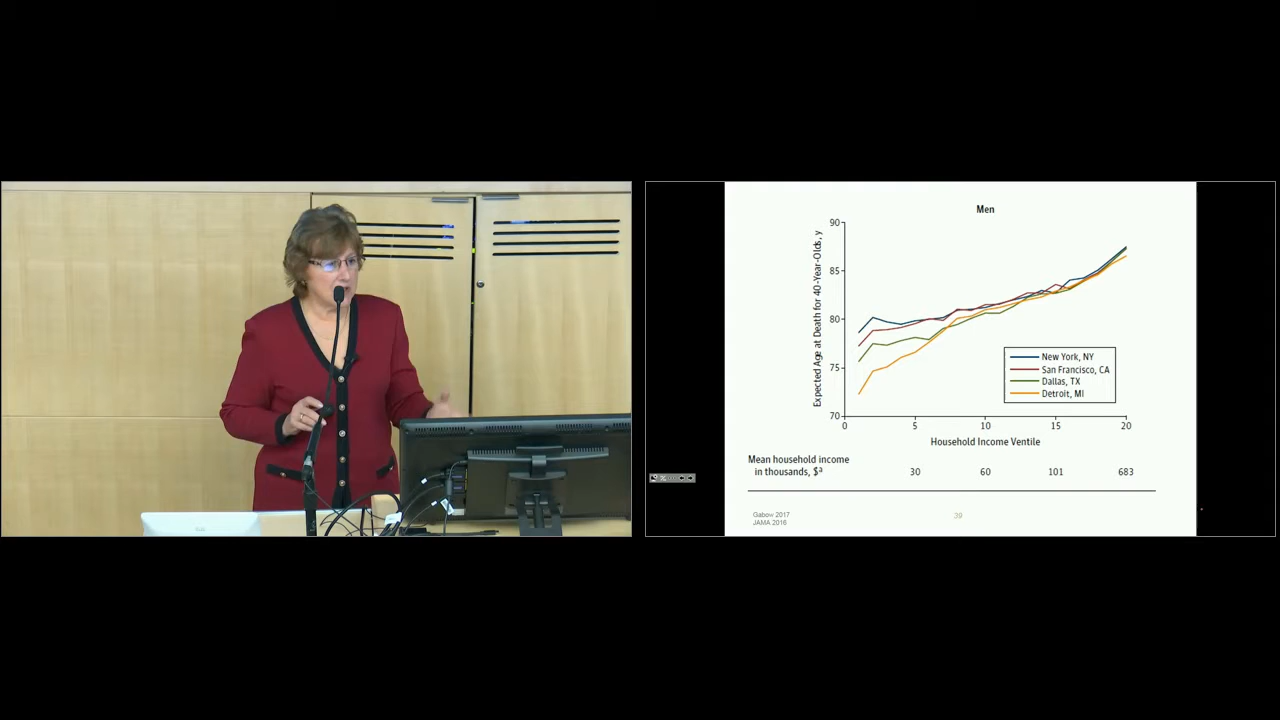 Men
90
85
80
75
70
Expected Age at Death for 40-Year-Olds, y
New York, NY
San Francisco, CA
Dallas, TX
Detroit, MI
0 5 10 15 20
Household Income Ventile
Mean household income
in thousands, $a 30 60 101 683
Gabow 2017
JAMA 2016
39